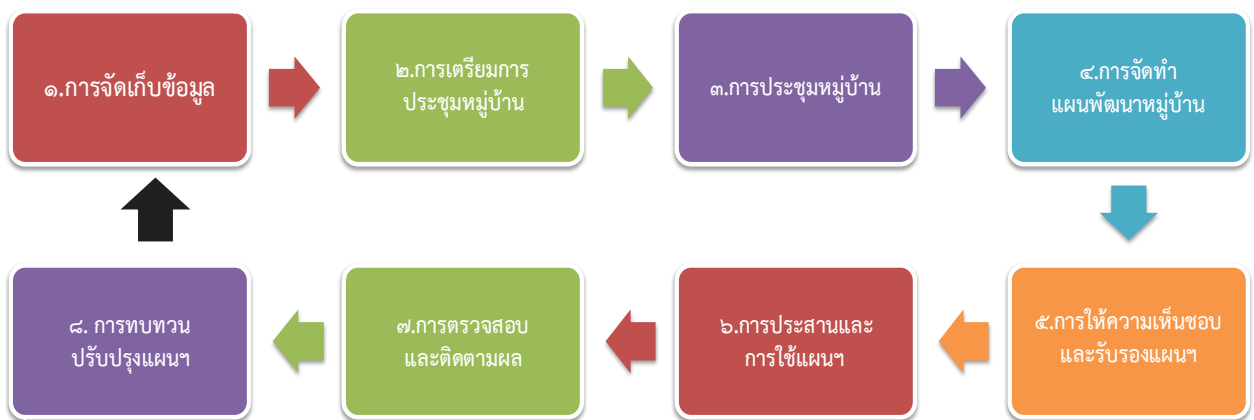 ๑.การจัดเก็บข้อมูล
๒.การเตรียมการ
ประชุมหมู่บ้าน
๓.การประชุมหมู่บ้าน
๔.การจัดทำ
แผนพัฒนาหมู่บ้าน
๕.การให้ความเห็นชอบ
และรับรองแผนฯ
๖.การประสานและ
การใช้แผนฯ
๗.การตรวจสอบ
และติดตามผล
๘. การทบทวน
ปรับปรุงแผนฯ